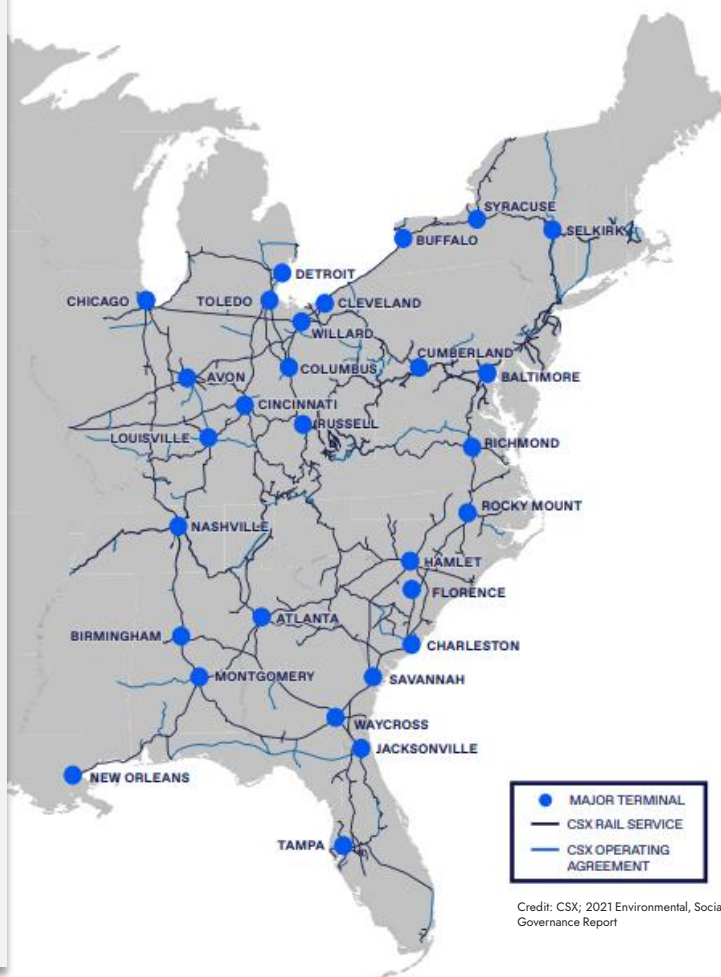 SYRACUSE
SELKIRK
BUFFALO
DETROIT
CHICAGO
TOLEDO
CLEVELAND
WILLARD
CUMBERLAND
COLUMBUS
BALTIMORE
AVON
CINCINNATI
RUSSELL
LOUISVILLE
RICHMOND
ROCKY MOUNT
NASHVILLE
HAMLET
FLORENCE
ATLANTA
BIRMINGHAM
CHARLESTON
MONTGOMERY
SAVANNAH
WAYCROSS
JACKSONVILLE
NEW ORLEANS
TAMPA
MAJOR TERMINAL
CSX RAIL SERVICE
CSX OPERATING
AGREEMENT
Credit: CSX; 2021 Environmental, Socia
Governance Report